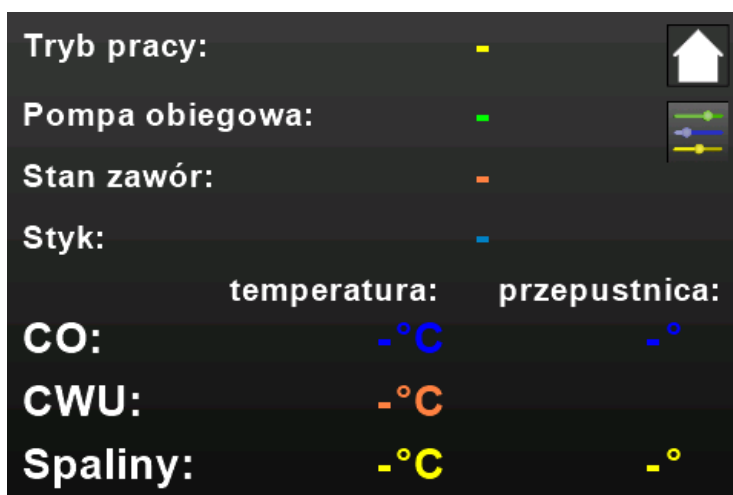 Tryb pracy: -
Pompa obiegowa: -
Stan zawór: -
Styk: -
temperatura: przepustnica:
CO: -°C -°
CWU: -°C
Spaliny: -°C -°